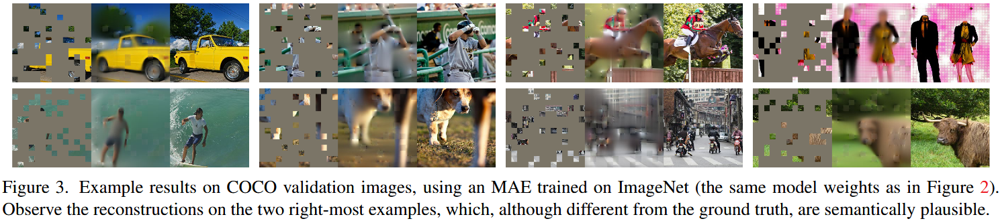 Figure 3. Example results on COCO validation images, using an MAE trained on ImageNet (the same model weights as in Figure 2).
Observe the reconstructions on the two right-most examples, which, although different from the ground truth, are semantically plausible.